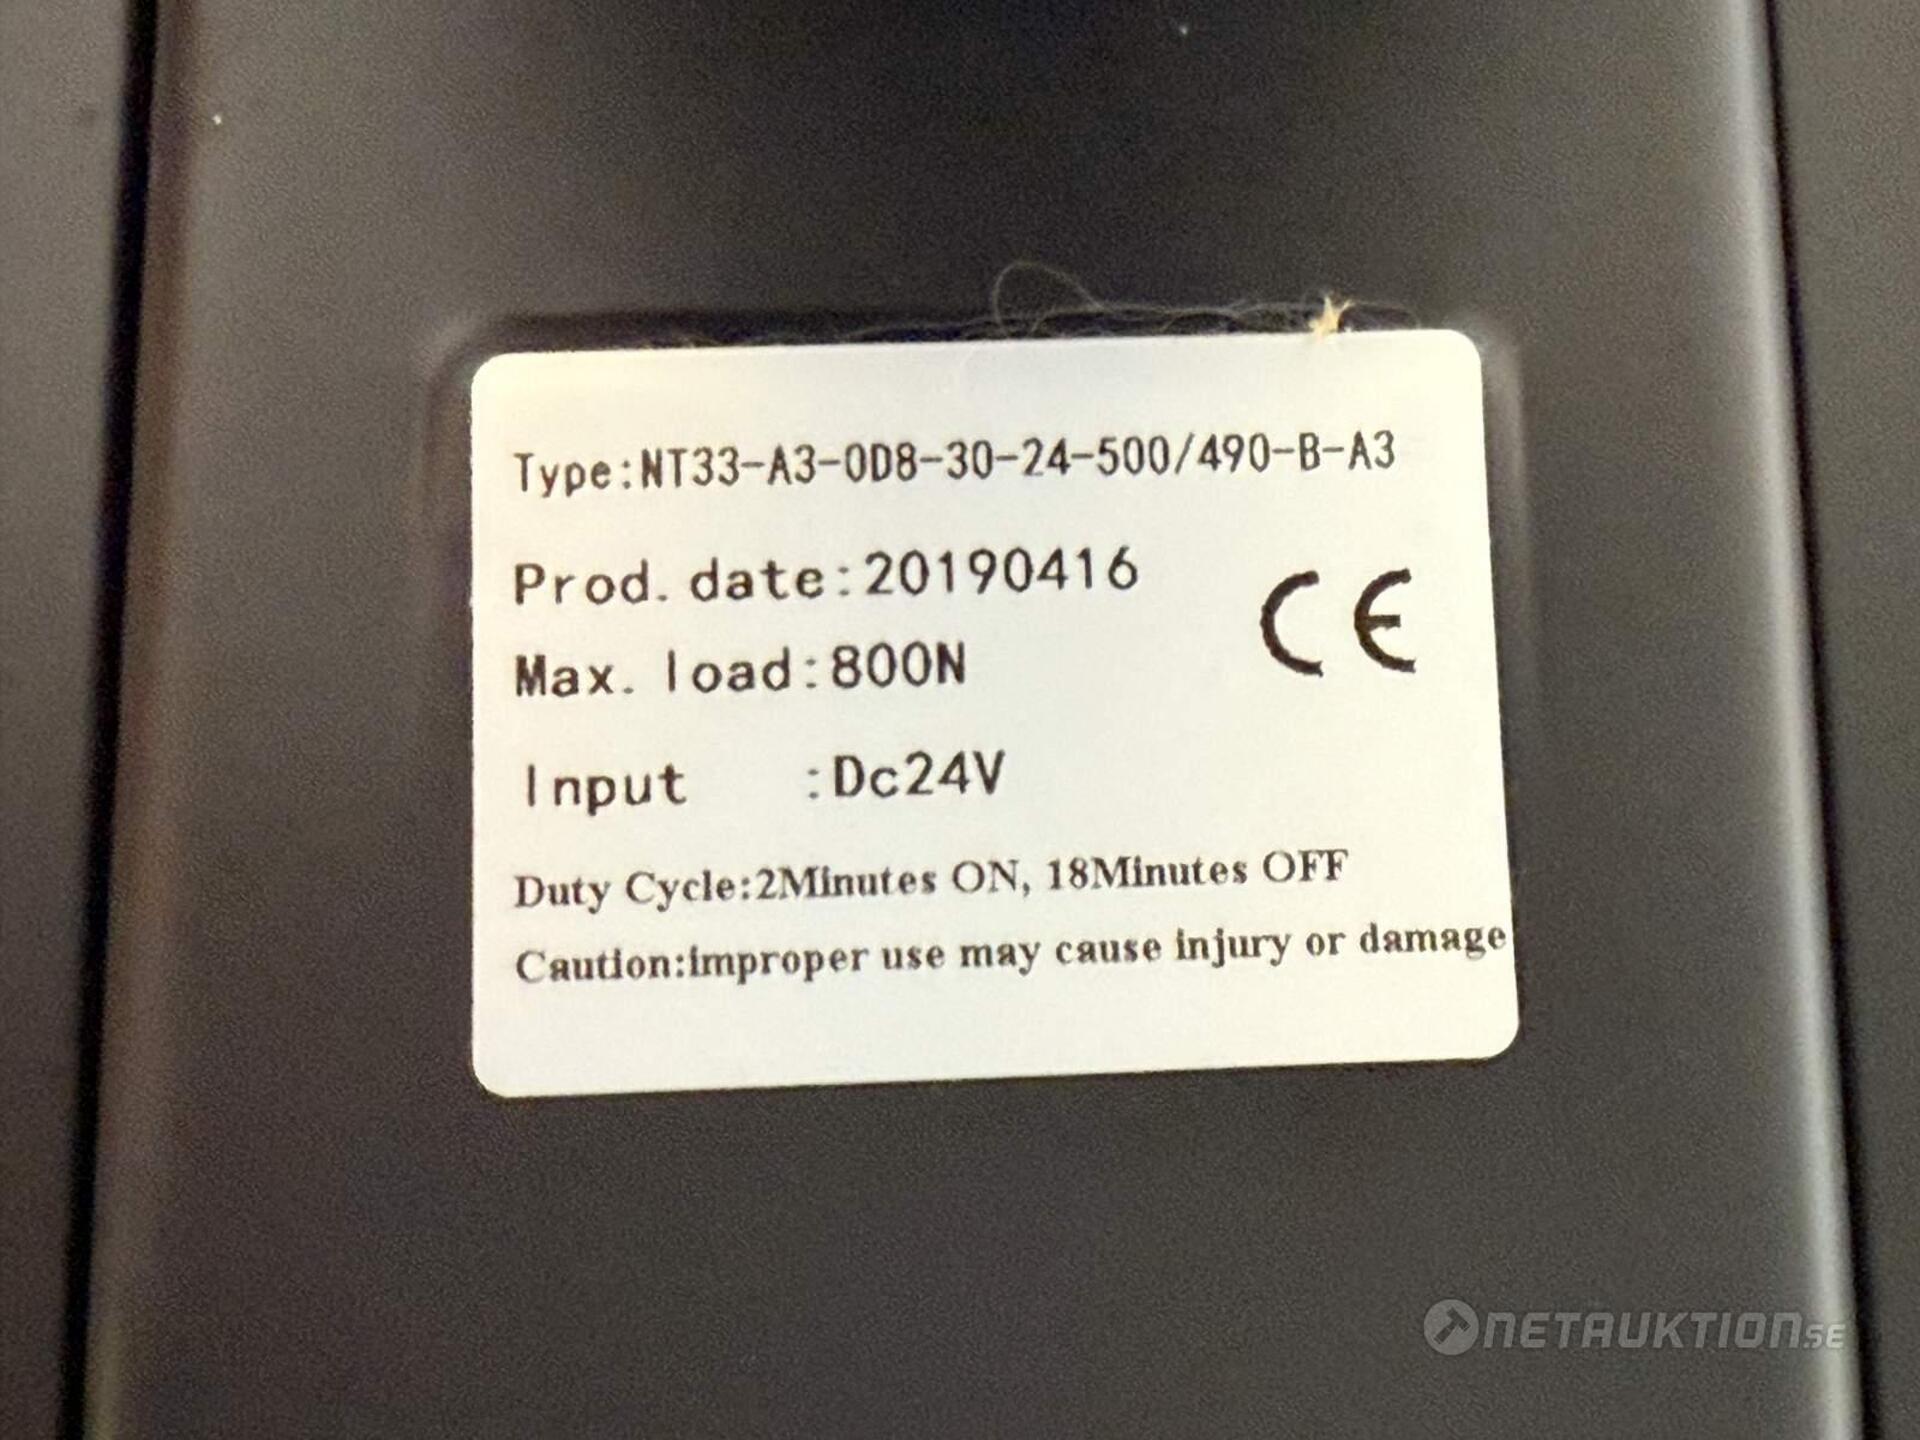 Type:NT33-A3-0D8-30-24-500/490-B-A3
Prod. date:20190416
CE
Max. load:800N
Input :Dc24V
Duty Cycle:2Minutes ON, 18Minutes OFF
Caution:improper use may cause injury or damage
NETAUKTION.SE